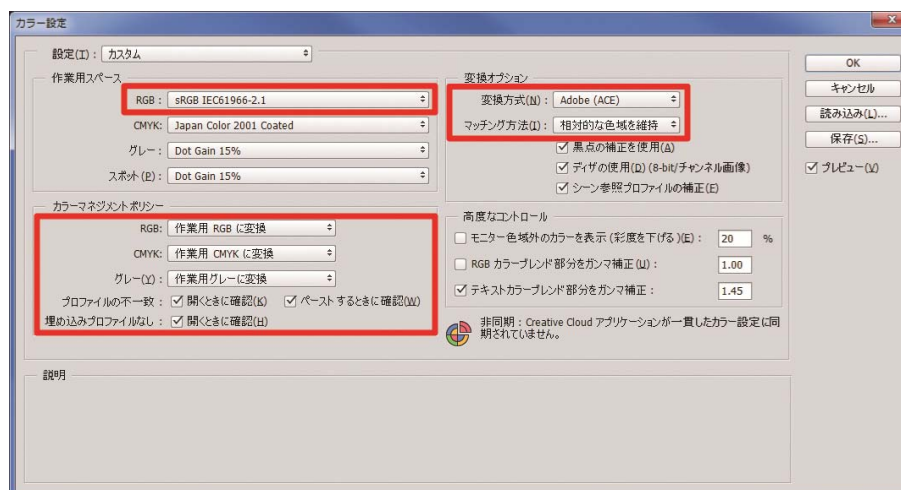 カラー設定
設定(I): カスタム
作業用スペース
RGB: sRGB IEC61966-2.1
CMYK: Japan Color 2001 Coated
グレー: Dot Gain 15%
スポット(P): Dot Gain 15%
カラーマネジメントポリシー
RGB: 作業用 RGB に変換
CMYK: 作業用 CMYK に変換
グレー(Y): 作業用グレーに変換
プロファイルの不一致: 開くときに確認(K) ペーストするときに確認(W)
埋め込みプロファイルなし: 開くときに確認(H)
変換オプション
変換方式(N): Adobe (ACE)
マッチング方法(I): 相対的な色域を維持
黒点の補正を使用(A)
ディザの使用(D) (8-bit/チャンネル画像)
シーン参照プロファイルの補正(E)
高度なコントロール
モニター色域外のカラーを表示 (彩度を下げる)(E): 20 %
RGB カラーブレンド部分をガンマ補正(U): 1.00
テキストカラーブレンド部分をガンマ補正: 1.45
非同期: Creative Cloud アプリケーションが一貫したカラー設定に同
期されていません。
OK
キャンセル
読み込み(L)...
保存(S)...
プレビュー(V)
説明